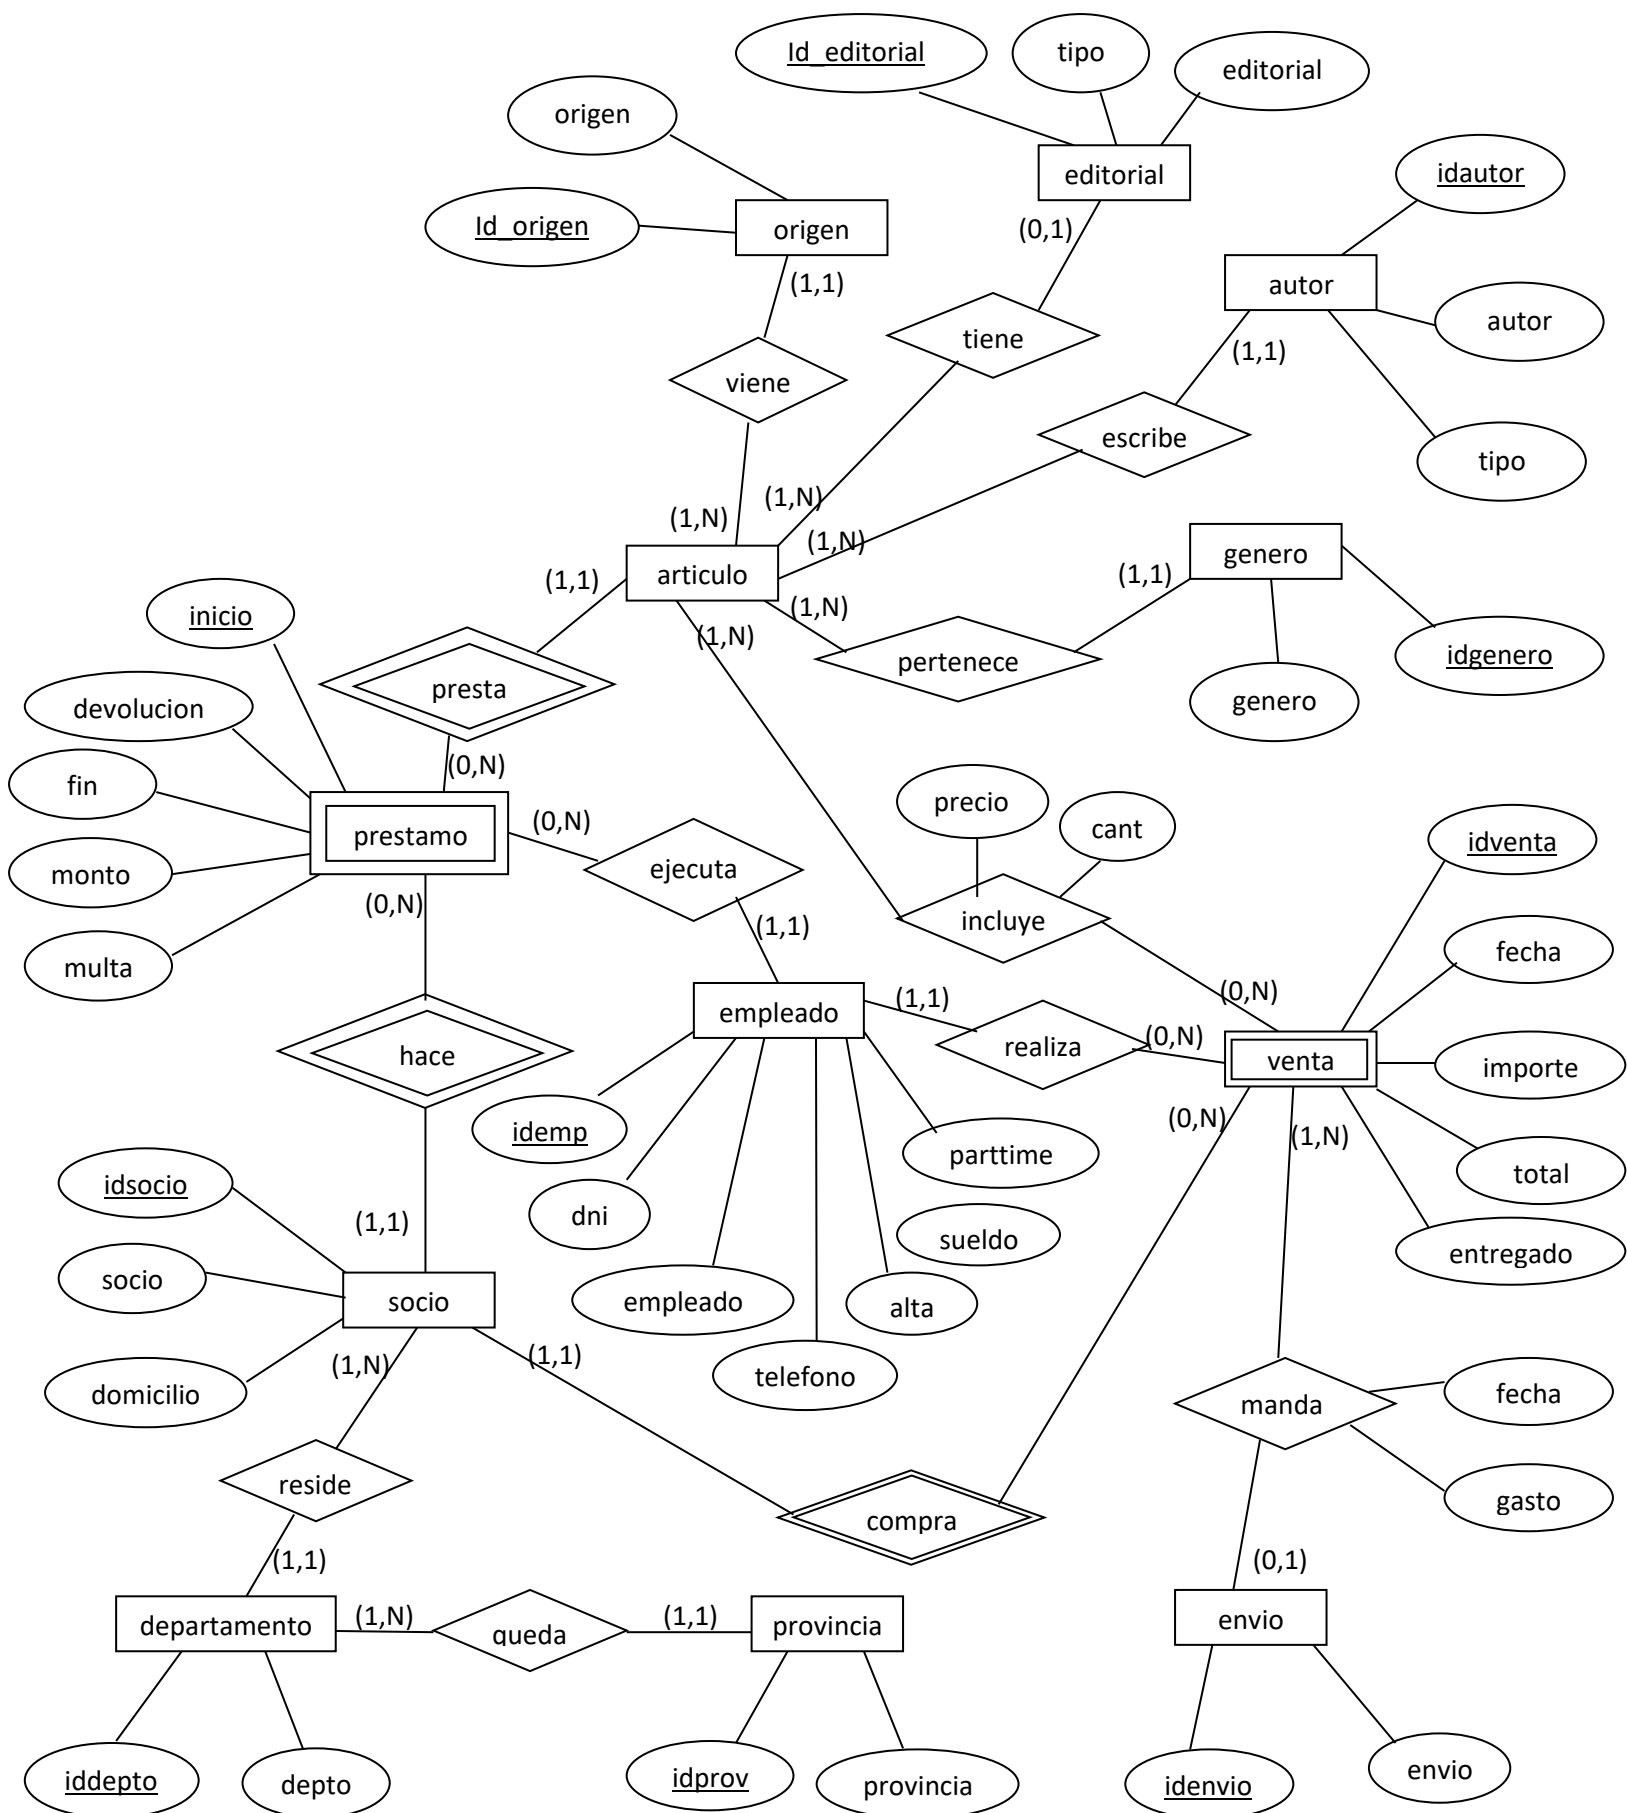 Id_editorial
tipo
editorial
origen
editorial
idautor
Id_origen
origen
(0,1)
(1,1)
autor
autor
tiene
(1,1)
viene
escribe
tipo
(1,N)
(1,N)
(1,N)
genero
articulo
(1,1)
(1,1)
(1,N)
inicio
(1,N)
idgenero
pertenece
presta
genero
devolucion
(0,N)
fin
precio
cant
(0,N)
prestamo
idventa
ejecuta
monto
(0,N)
incluye
(1,1)
fecha
multa
(0,N)
(1,1)
empleado
(0,N)
realiza
hace
venta
importe
(0,N)
(1,N)
idemp
parttime
total
idsocio
dni
(1,1)
sueldo
entregado
socio
empleado
alta
socio
(1,1)
(1,N)
telefono
domicilio
fecha
manda
reside
gasto
compra
(1,1)
(0,1)
departamento
(1,N)
queda
(1,1)
provincia
envio
iddepto
depto
idprov
provincia
idenvio
envio